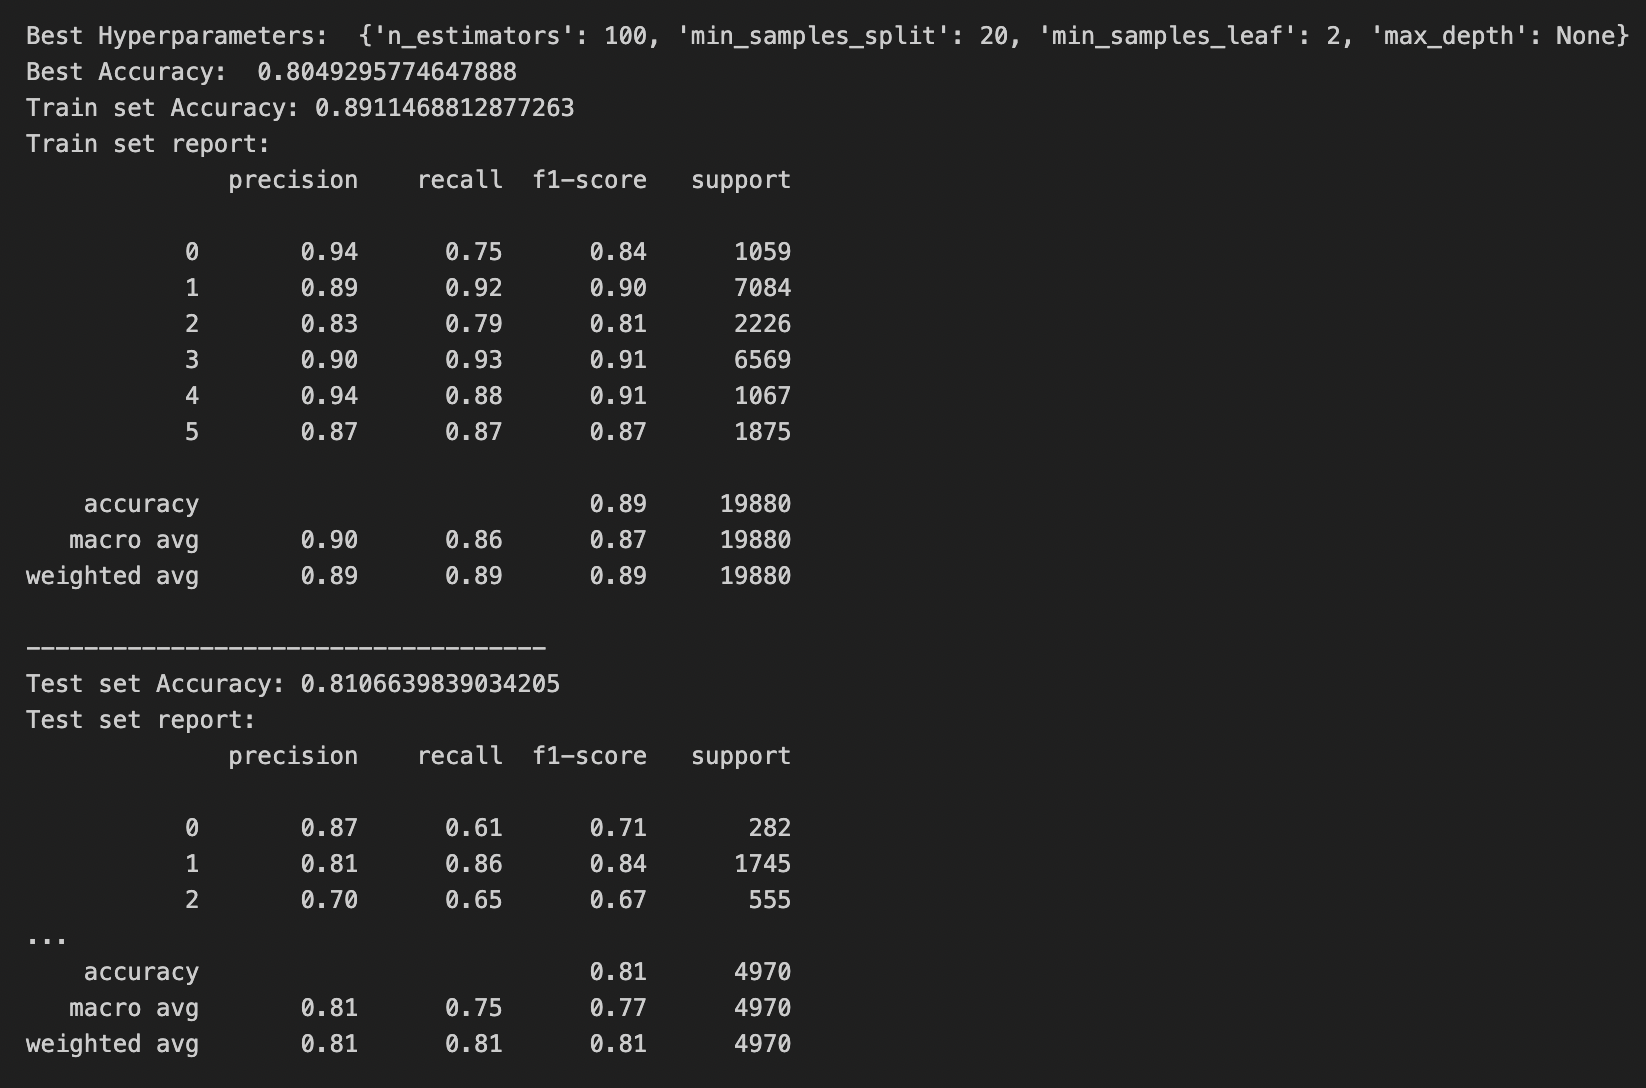 Best Hyperparameters:  {'n_estimators': 100, 'min_samples_split': 20, 'min_samples_leaf': 2, 'max_depth': None}
Best Accuracy:  0.8049295774647888
Train set Accuracy: 0.8911468812877263
Train set report:
              precision    recall  f1-score   support

           0       0.94      0.75      0.84      1059
           1       0.89      0.92      0.90      7084
           2       0.83      0.79      0.81      2226
           3       0.90      0.93      0.91      6569
           4       0.94      0.88      0.91      1067
           5       0.87      0.87      0.87      1875

    accuracy                           0.89     19880
   macro avg       0.90      0.86      0.87     19880
weighted avg       0.89      0.89      0.89     19880

------------------------------------
Test set Accuracy: 0.8106639839034205
Test set report:
              precision    recall  f1-score   support

           0       0.87      0.61      0.71       282
           1       0.81      0.86      0.84      1745
           2       0.70      0.65      0.67       555
...
    accuracy                           0.81      4970
   macro avg       0.81      0.75      0.77      4970
weighted avg       0.81      0.81      0.81      4970